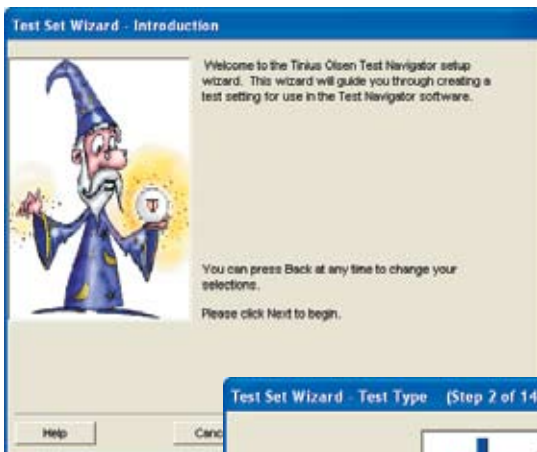 Test Set Wizard - Introduction
Welcome to the Tinius Olsen Test Navigator setup
wizard. This wizard will guide you through creating a
test setting for use in the Test Navigator software.
You can press Back at any time to change your
selections.
Please click Next to begin.
Help
Canc
Test Set Wizard - Test Type (Step 2 of 14